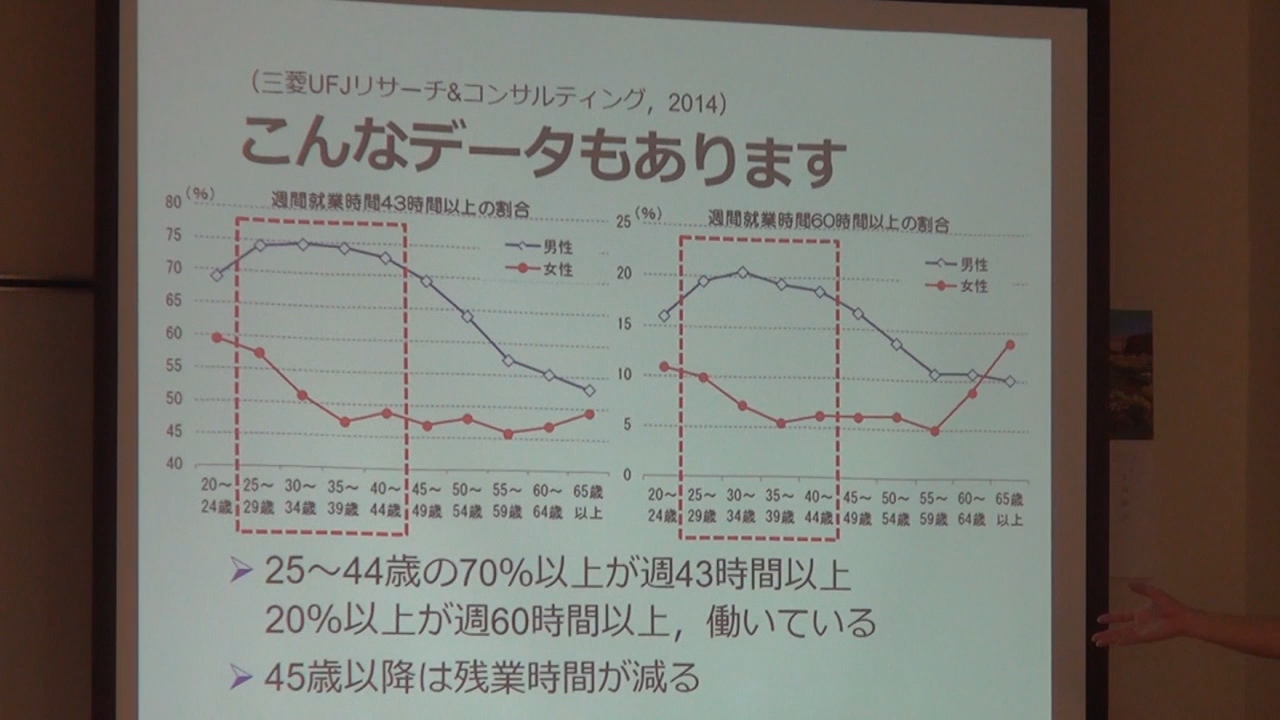 （三菱UFJリサーチ&コンサルティング，2014）
こんなデータもあります
(%) 週間就業時間43時間以上の割合
80
75
70
65
60
55
50
45
40
男性
女性
20～ 25～ 30～ 35～ 40～ 45～ 50～ 55～ 60～ 65歳
24歳 29歳 34歳 39歳 44歳 49歳 54歳 59歳 64歳 以上
(%) 週間就業時間60時間以上の割合
25
20
15
10
5
0
男性
女性
20～ 25～ 30～ 35～ 40～ 45～ 50～ 55～ 60～ 65歳
24歳 29歳 34歳 39歳 44歳 49歳 54歳 59歳 64歳 以上
➤ 25～44歳の70%以上が週43時間以上
20%以上が週60時間以上，働いている
➤ 45歳以降は残業時間が減る